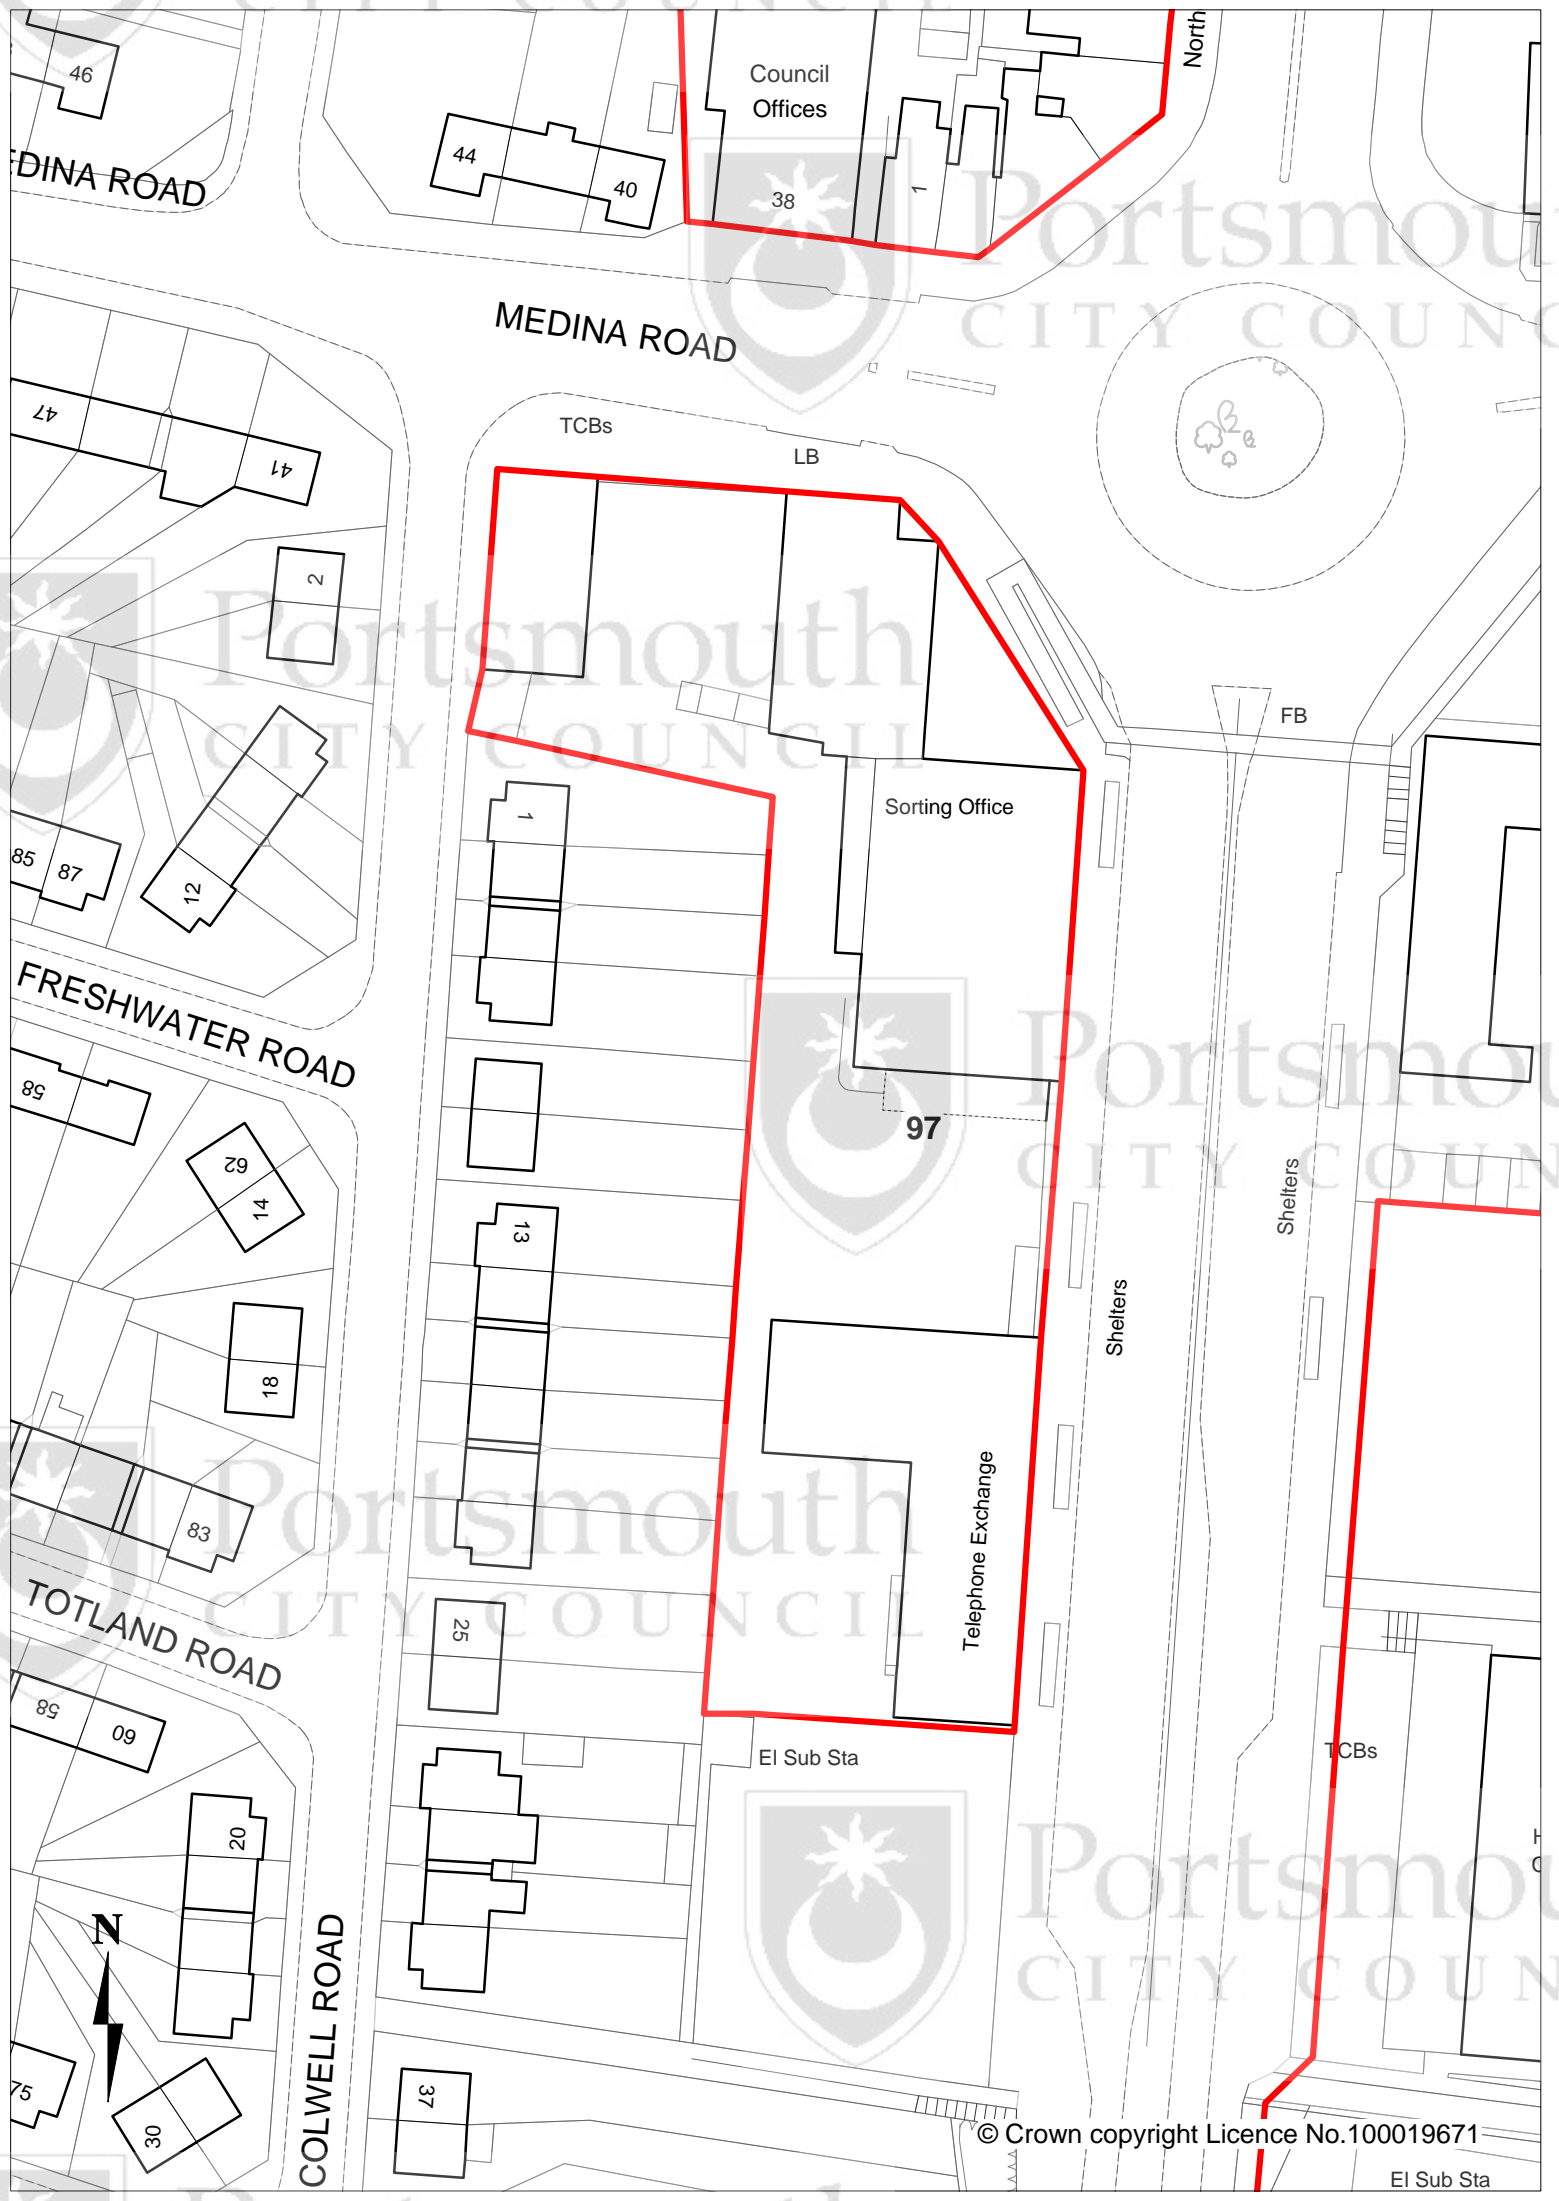 46
Council
Offices
North
44
40
38
1
EDINA ROAD
MEDINA ROAD
47
41
TCBs
LB
2
FB
Sorting Office
1
85
87
12
FRESHWATER ROAD
58
62
14
97
13
Shelters
Shelters
18
83
Telephone Exchange
TOTLAND ROAD
25
58
60
El Sub Sta
TCBs
20
N
COLWELL ROAD
75
30
37
© Crown copyright Licence No.100019671
El Sub Sta
Portsmouth
CITY COUNCIL